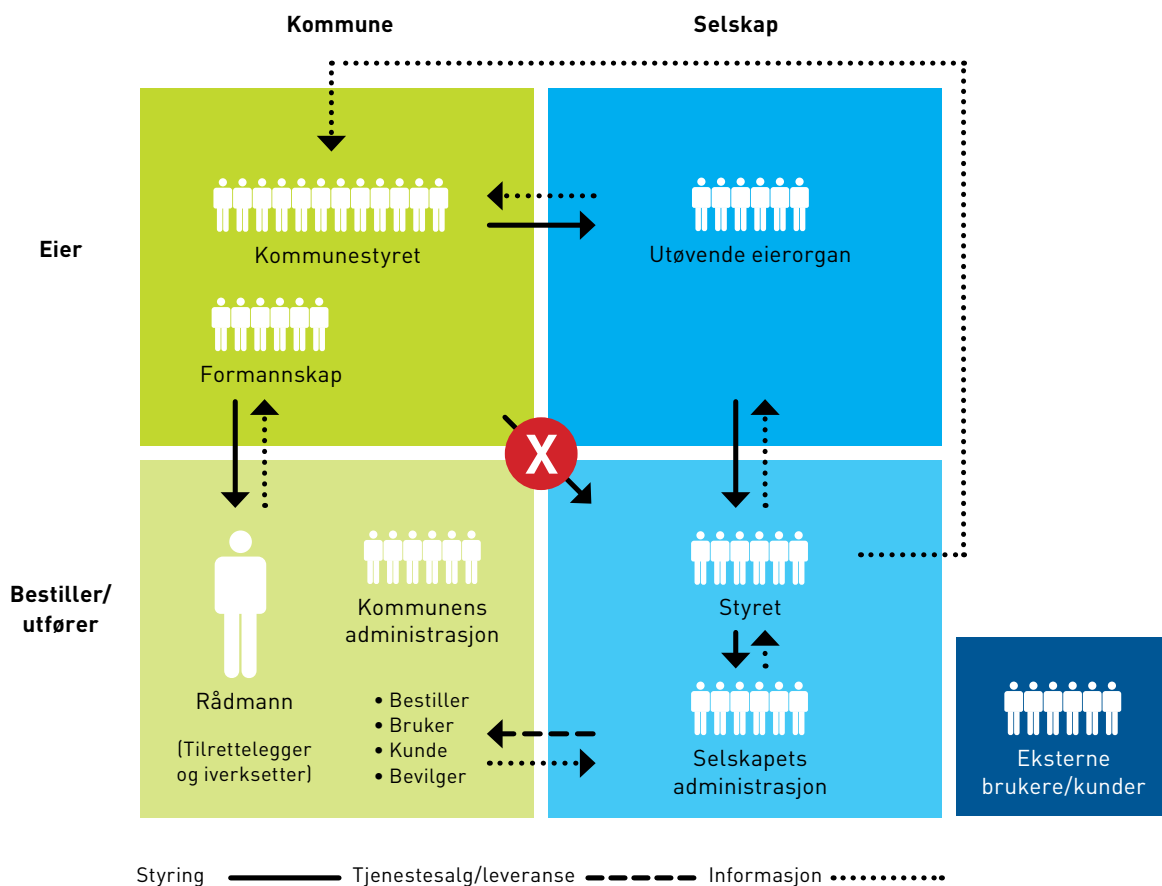 Kommune
Selskap
Eier
Kommunestyret
Utøvende eierorgan
Formannskap
X
Bestiller/
utfører
Rådmann
(Tilrettelegger
og iverksetter)
Kommunens
administrasjon
• Bestiller
• Bruker
• Kunde
• Bevilger
Styret
Selskapets
administrasjon
Eksterne
brukere/kunder
Styring
Tjenestesalg/leveranse
Informasjon